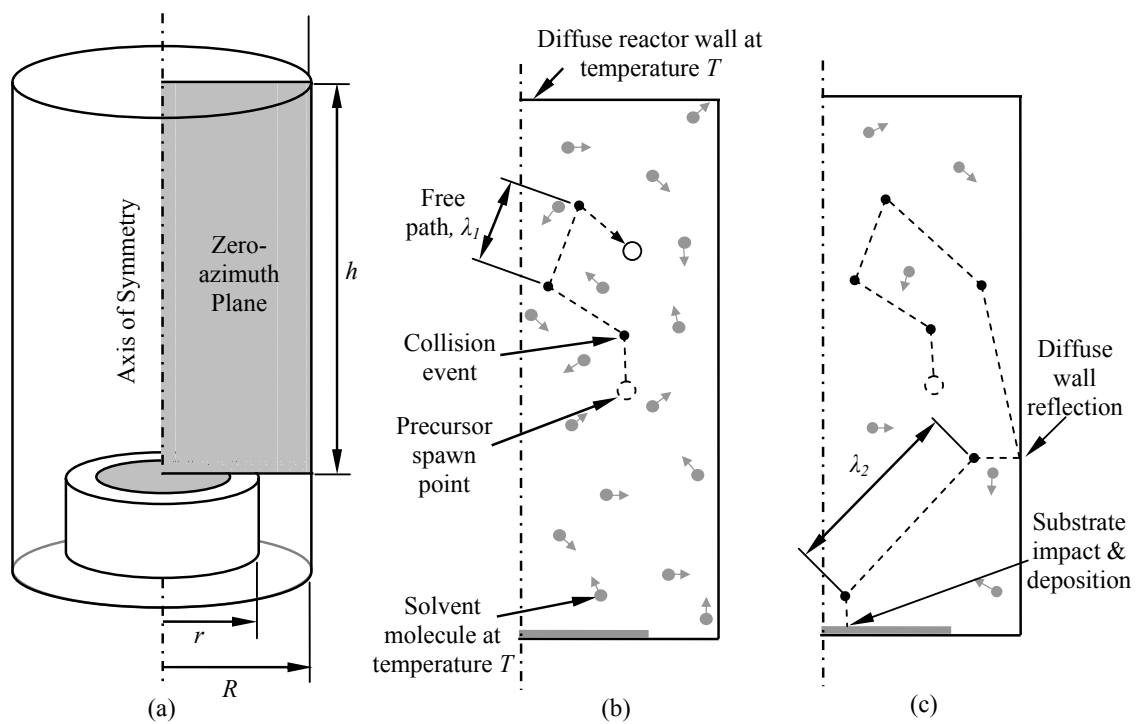 Axis of Symmetry
Zero-
azimuth
Plane
h
r
R
(a)
Diffuse reactor wall at
temperature T
Free
path, λ1
Collision
event
Precursor
spawn
point
Solvent
molecule at
temperature T
(b)
λ2
Diffuse
wall
reflection
Substrate
impact &
deposition
(c)